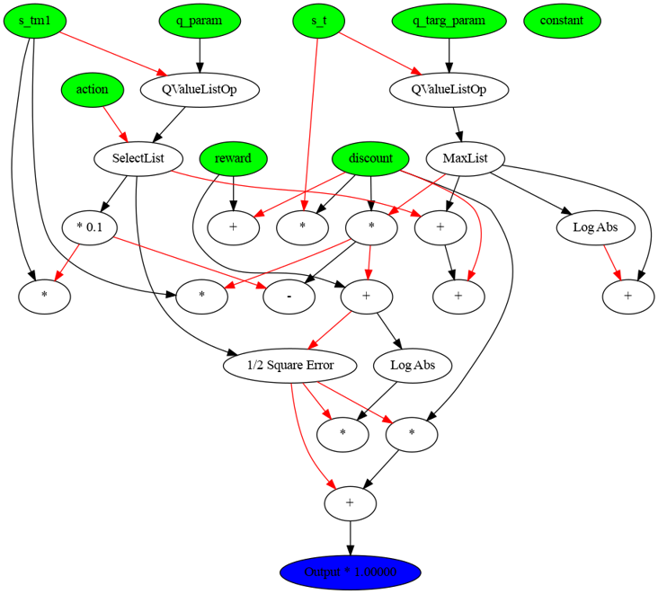 s_tm1 q_param s_t q_targ_param constant
action QValueListOp QValueListOp
SelectList reward discount MaxList
* 0.1 + * * + Log Abs
* * - + + +
1/2 Square Error Log Abs
* *
+
Output * 1.00000